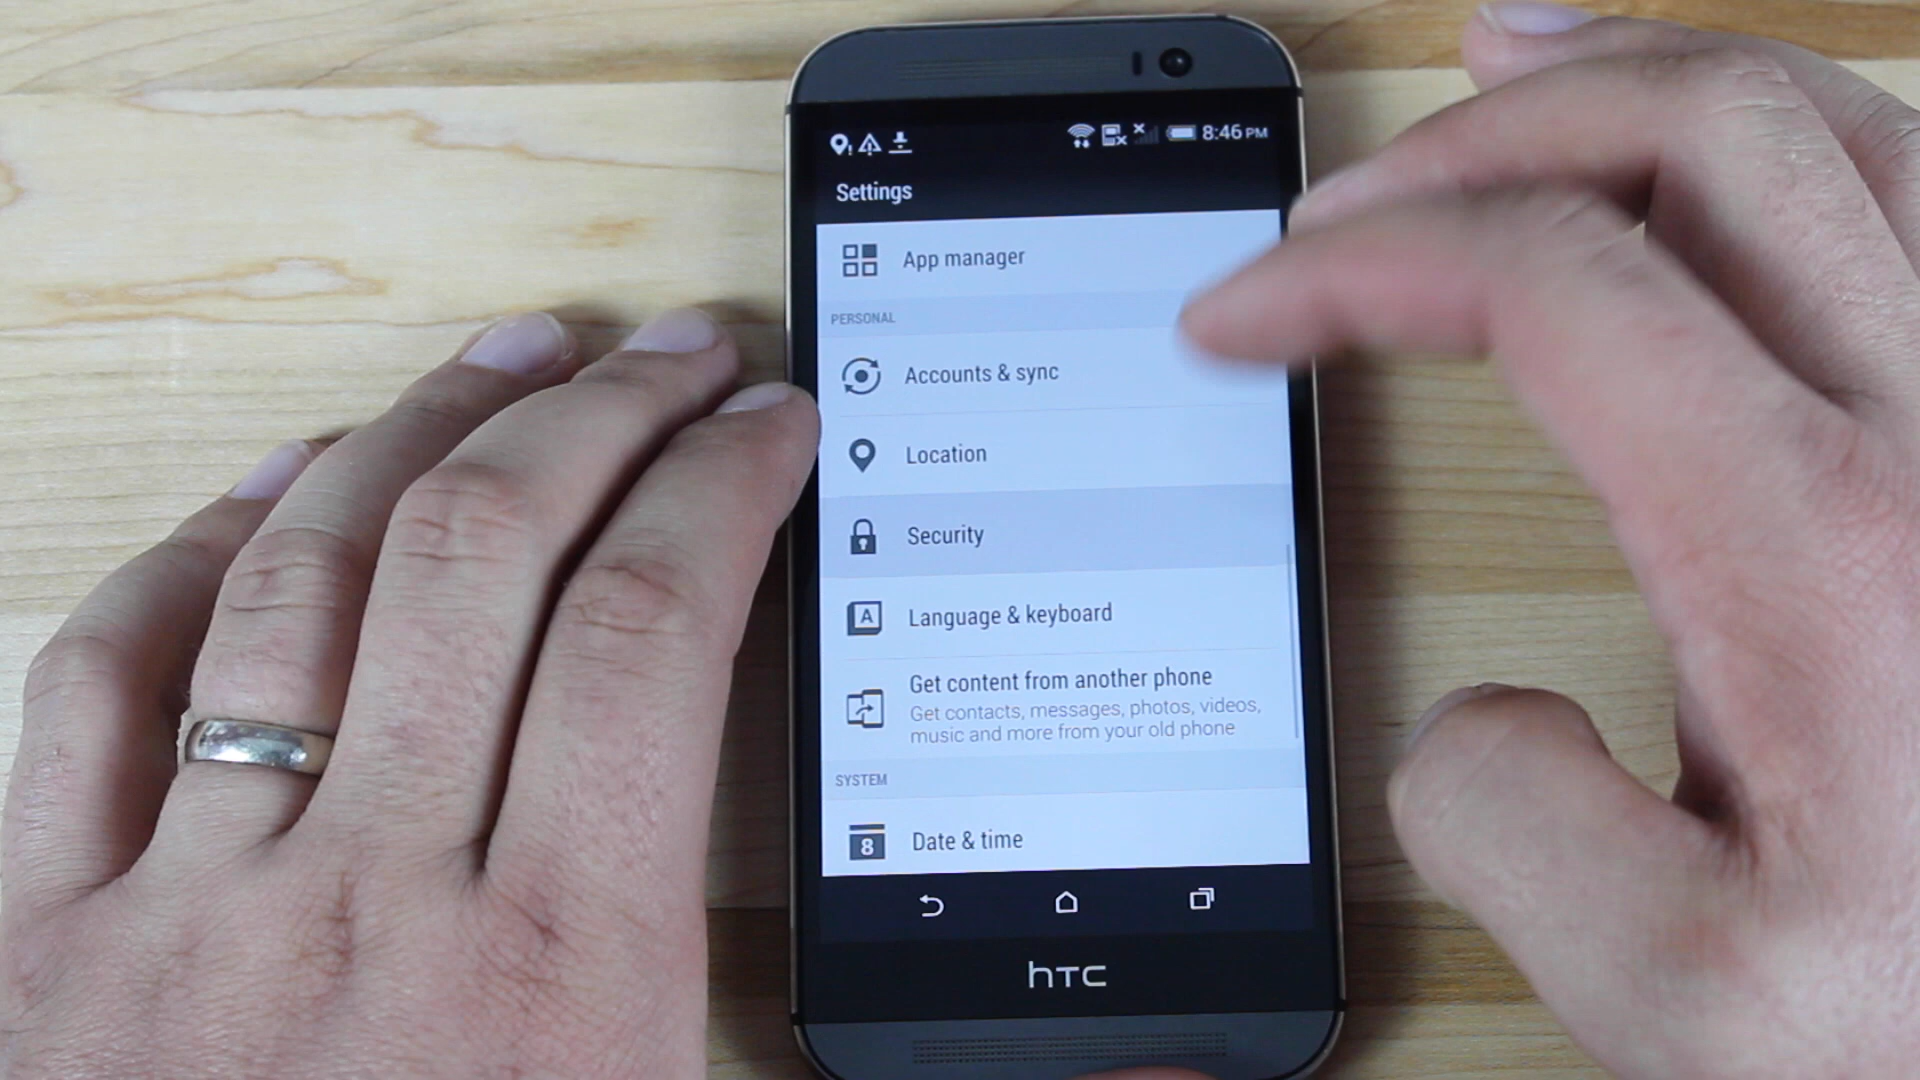 8:46 PM
Settings
App manager
PERSONAL
Accounts & sync
Location
Security
A
Language & keyboard
Get content from another phone
Get contacts, messages, photos, videos,
music and more from your old phone
SYSTEM
8
Date & time
hTC